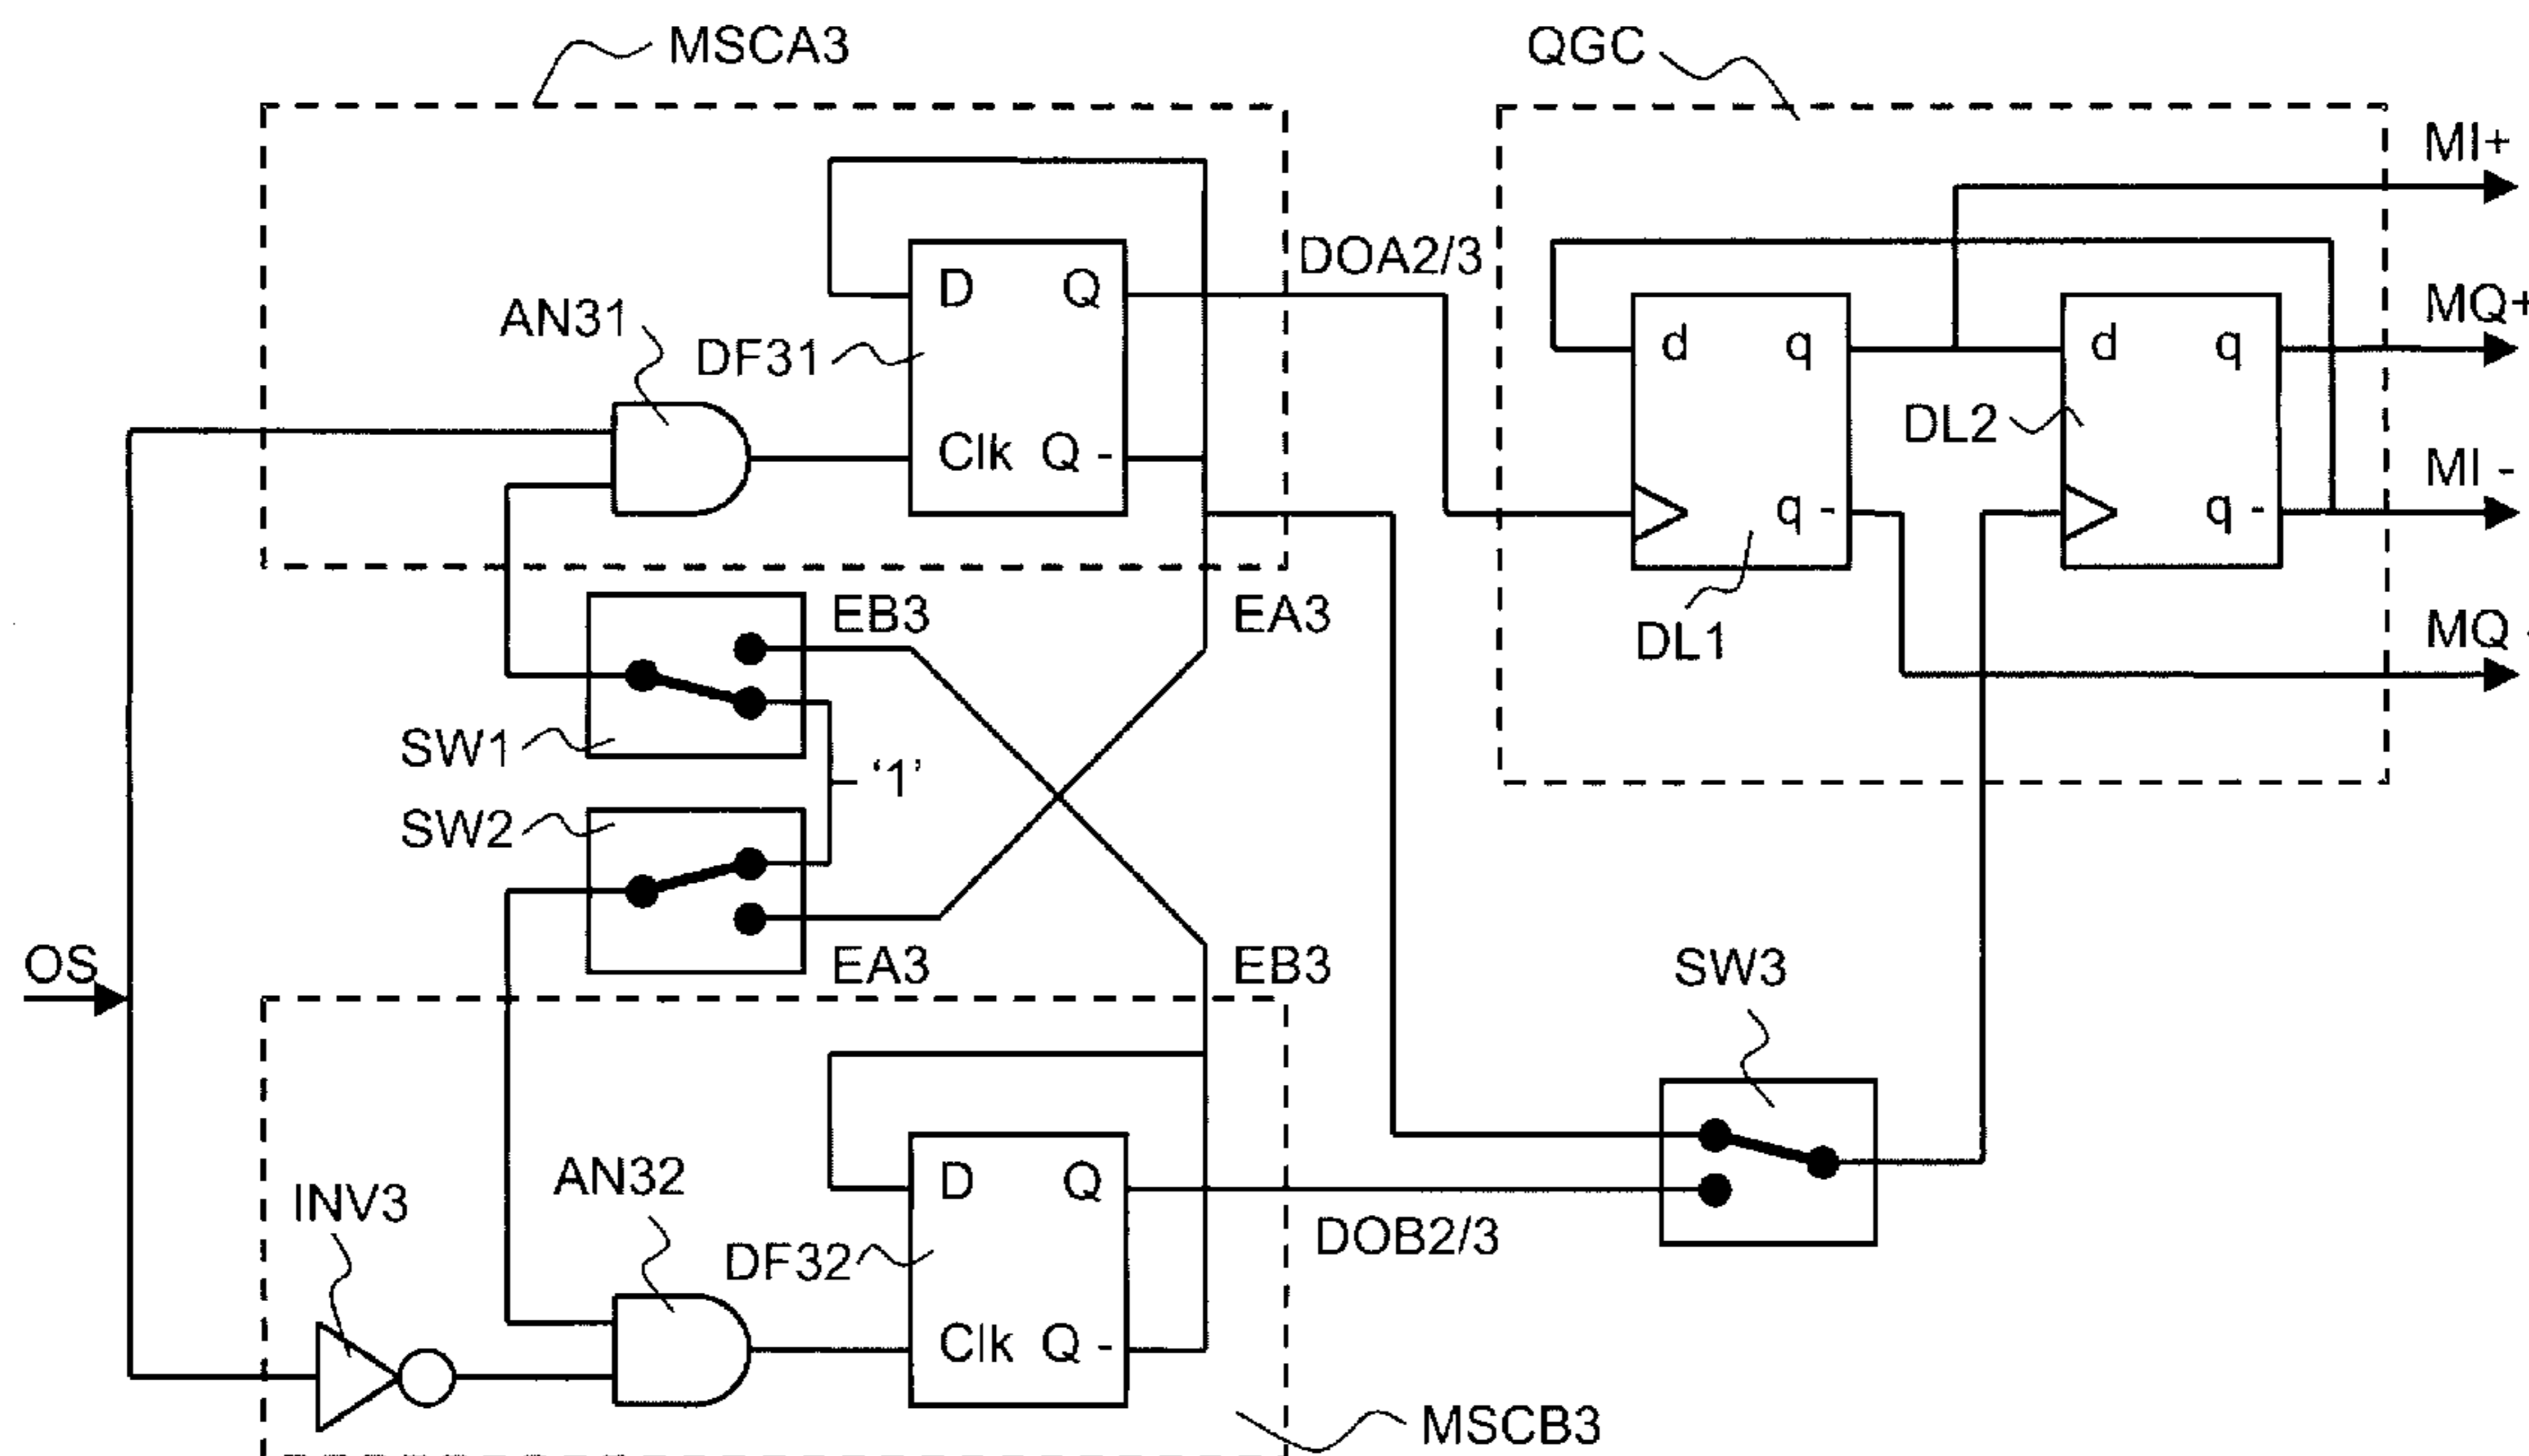 MSCA3
QGC
MI+
DOA2/3
MQ+
D Q
AN31
DF31
d q
d q
DL2
Clk Q -
MI -
q -
q -
EB3
EA3
DL1
MQ -
SW1
'1'
SW2
OS
EA3
EB3
SW3
AN32
D Q
INV3
DOB2/3
DF32
Clk Q -
MSCB3